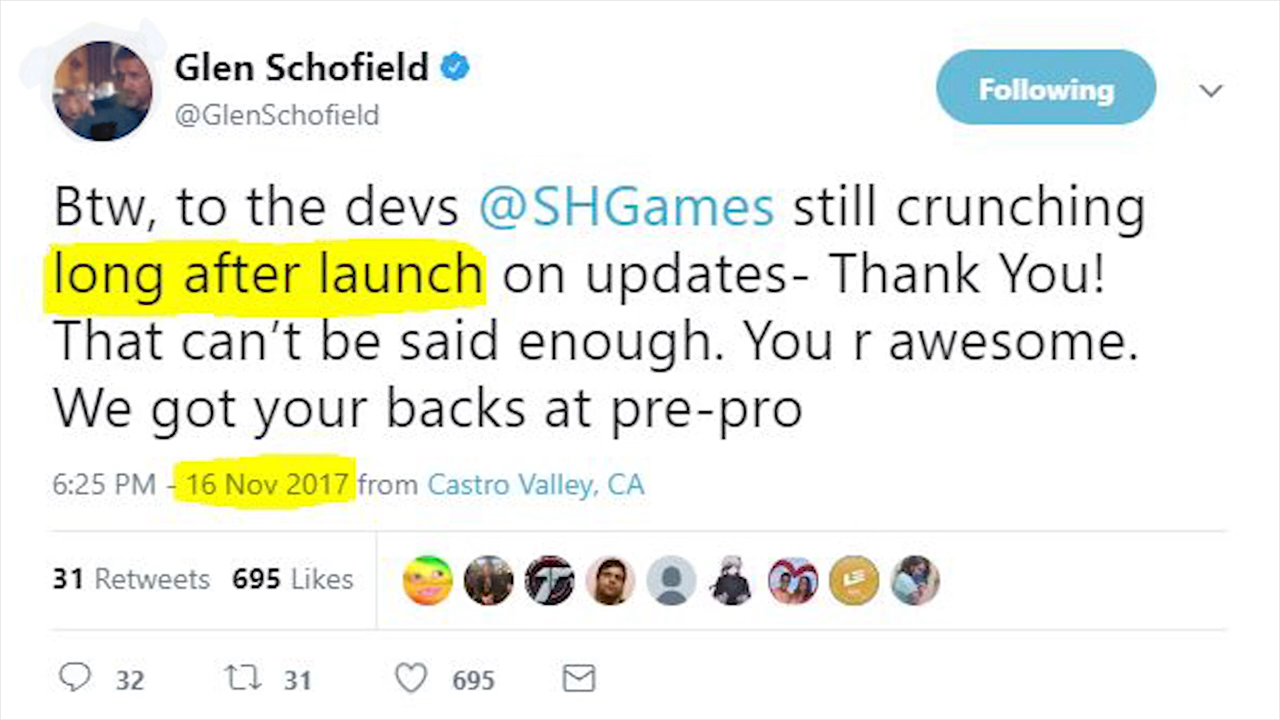 Glen Schofield
@GlenSchofield
Following
Btw, to the devs @SHGames still crunching
long after launch on updates- Thank You!
That can't be said enough. You r awesome.
We got your backs at pre-pro
6:25 PM - 16 Nov 2017 from Castro Valley, CA
31 Retweets 695 Likes
32 31 695